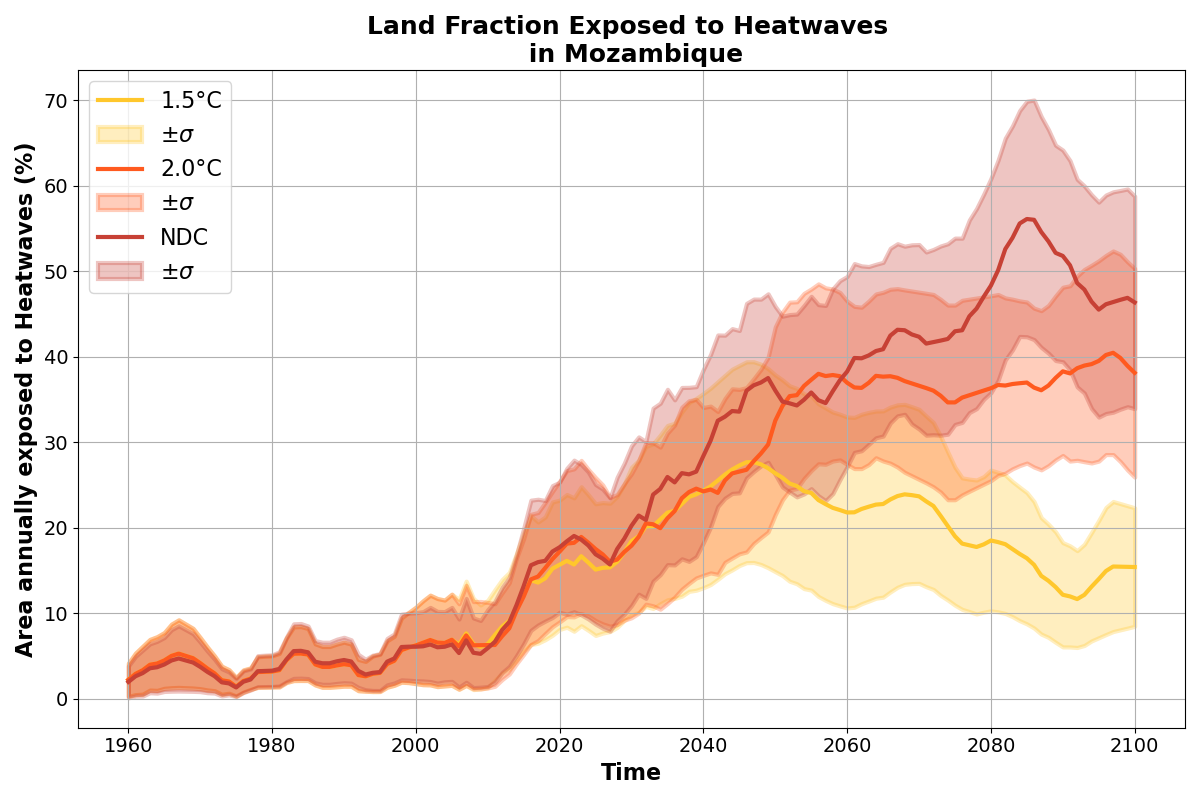 Land Fraction Exposed to Heatwaves
in Mozambique
Area annually exposed to Heatwaves (%)
70
60
50
40
30
20
10
0
1.5°C
±σ
2.0°C
±σ
NDC
±σ
1960 1980 2000 2020 2040 2060 2080 2100
Time